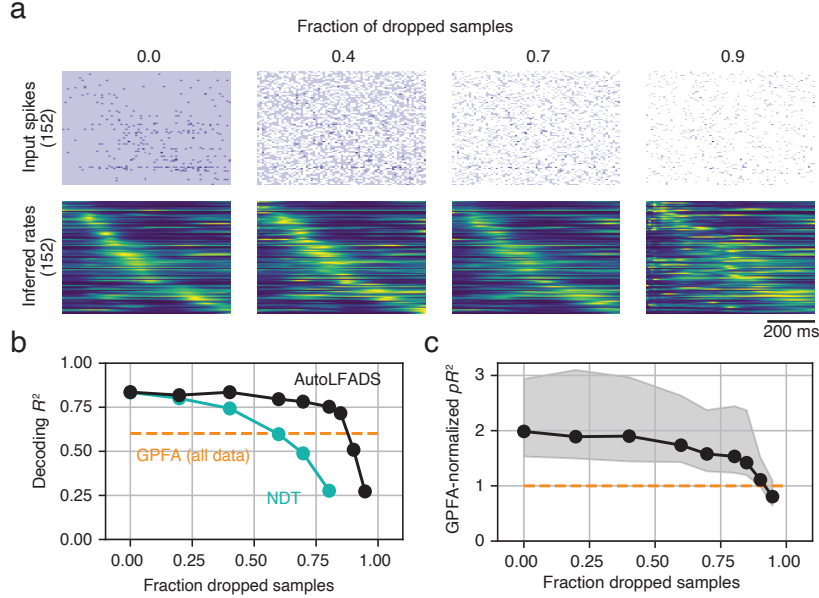 a
Fraction of dropped samples
0.0 0.4 0.7 0.9
Input spikes
(152)
Inferred rates
(152)
200 ms
b
1.00
0.75
0.50
0.25
0.00
Decoding R²
AutoLFADS
GPFA (all data)
NDT
0.00 0.25 0.50 0.75 1.00
Fraction dropped samples
c
3
2
1
0
GPFA-normalized pR²
0.00 0.25 0.50 0.75 1.00
Fraction dropped samples